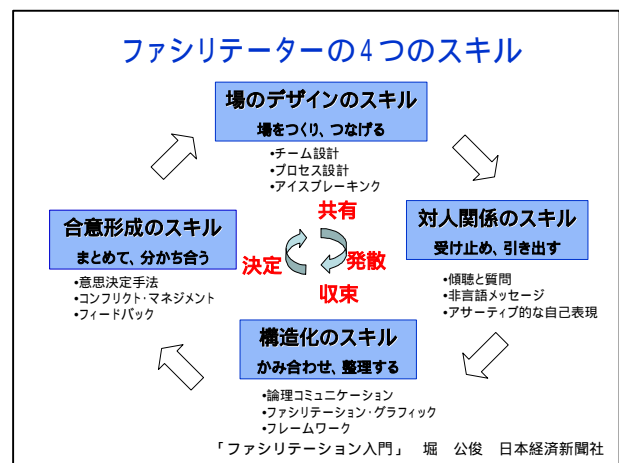 ファシリテーターの4つのスキル
場のデザインのスキル
場をつくり、つなげる
•チーム設計
•プロセス設計
•アイスブレーキング
共有
対人関係のスキル
受け止め、引き出す
•傾聴と質問
•非言語メッセージ
•アサーティブ的な自己表現
合意形成のスキル
まとめて、分かち合う
•意思決定手法
•コンフリクト・マネジメント
•フィードバック
決定
発散
収束
構造化のスキル
かみ合わせ、整理する
•論理コミュニケーション
•ファシリテーション・グラフィック
•フレームワーク
「ファシリテーション入門」 堀 公俊 日本経済新聞社